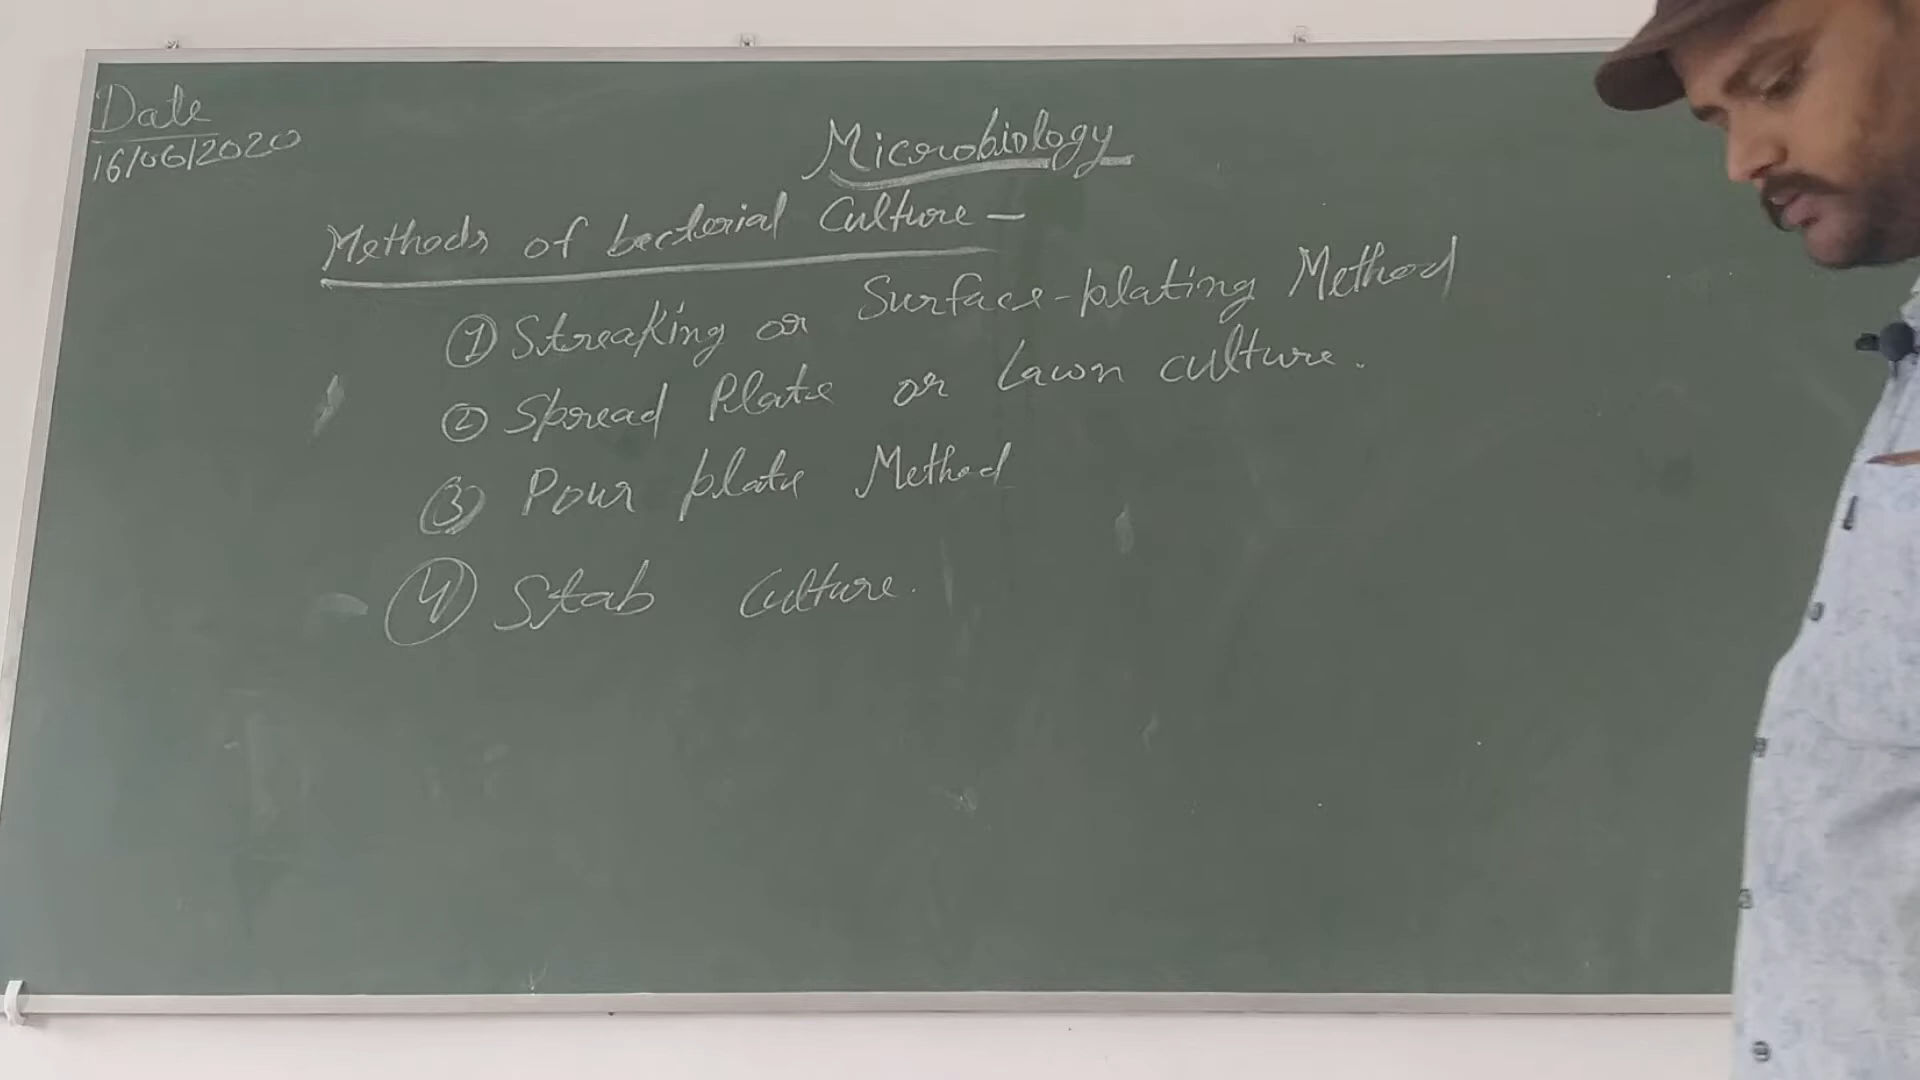 Date
16/06/2020
Microbiology
Methods of bacterial Culture –
① Streaking or Surface-plating Method
② Spread Plate or Lawn culture.
③ Pour plate Method
④ Stab Culture.